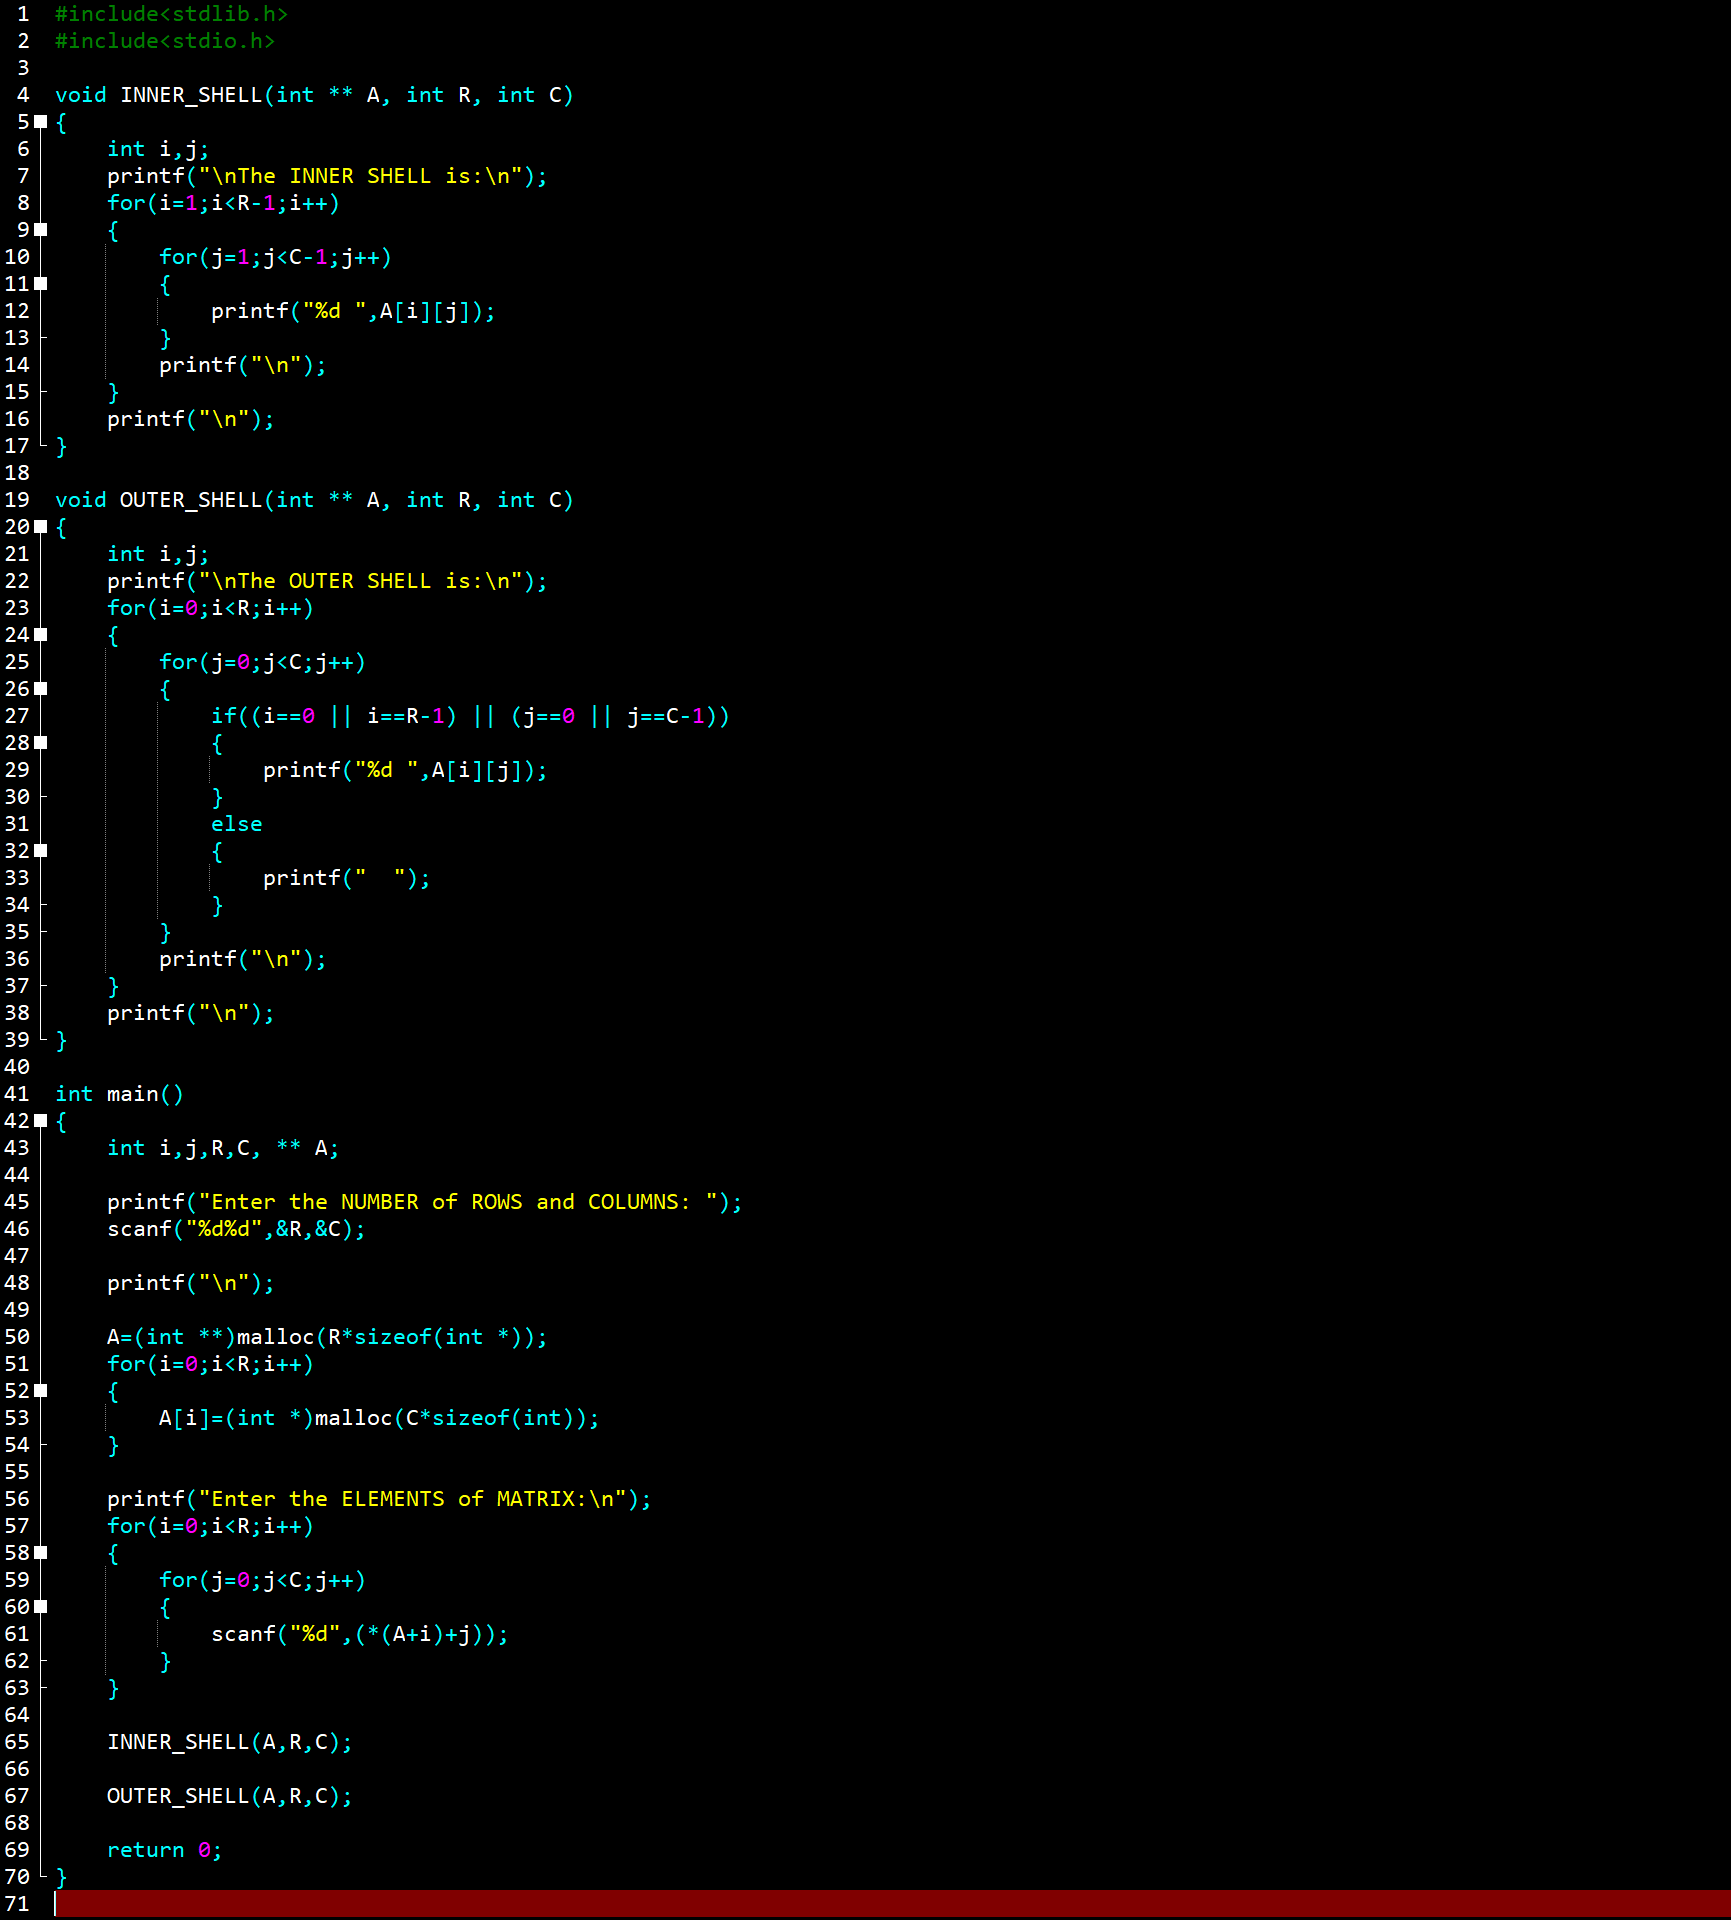 1 #include<stdlib.h>
2 #include<stdio.h>
3
4 void INNER_SHELL(int ** A, int R, int C)
5 {
6     int i,j;
7     printf("\nThe INNER SHELL is:\n");
8     for(i=1;i<R-1;i++)
9     {
10         for(j=1;j<C-1;j++)
11         {
12             printf("%d ",A[i][j]);
13         }
14         printf("\n");
15     }
16     printf("\n");
17 }
18
19 void OUTER_SHELL(int ** A, int R, int C)
20 {
21     int i,j;
22     printf("\nThe OUTER SHELL is:\n");
23     for(i=0;i<R;i++)
24     {
25         for(j=0;j<C;j++)
26         {
27             if((i==0 || i==R-1) || (j==0 || j==C-1))
28             {
29                 printf("%d ",A[i][j]);
30             }
31             else
32             {
33                 printf("  ");
34             }
35         }
36         printf("\n");
37     }
38     printf("\n");
39 }
40
41 int main()
42 {
43     int i,j,R,C, ** A;
44
45     printf("Enter the NUMBER of ROWS and COLUMNS: ");
46     scanf("%d%d",&R,&C);
47
48     printf("\n");
49
50     A=(int **)malloc(R*sizeof(int *));
51     for(i=0;i<R;i++)
52     {
53         A[i]=(int *)malloc(C*sizeof(int));
54     }
55
56     printf("Enter the ELEMENTS of MATRIX:\n");
57     for(i=0;i<R;i++)
58     {
59         for(j=0;j<C;j++)
60         {
61             scanf("%d",(*(A+i)+j));
62         }
63     }
64
65     INNER_SHELL(A,R,C);
66
67     OUTER_SHELL(A,R,C);
68
69     return 0;
70 }
71